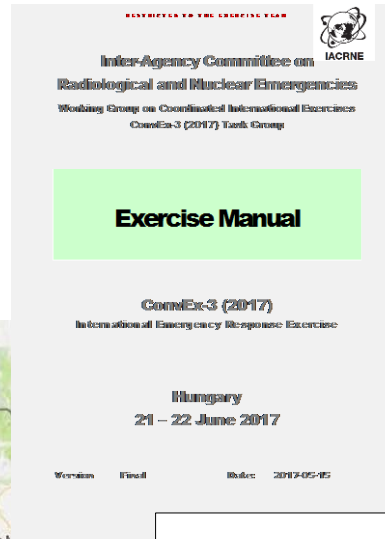 RESTRICTED TO THE EXERCISE TEAM
IACRNE
Inter-Agency Committee on
Radiological and Nuclear Emergencies
Working Group on Coordinated International Exercises
ConvEx-3 (2017) Task Group
Exercise Manual
ConvEx-3 (2017)
International Emergency Response Exercise
Hungary
21 – 22 June 2017
Version Final Date: 2017-05-15